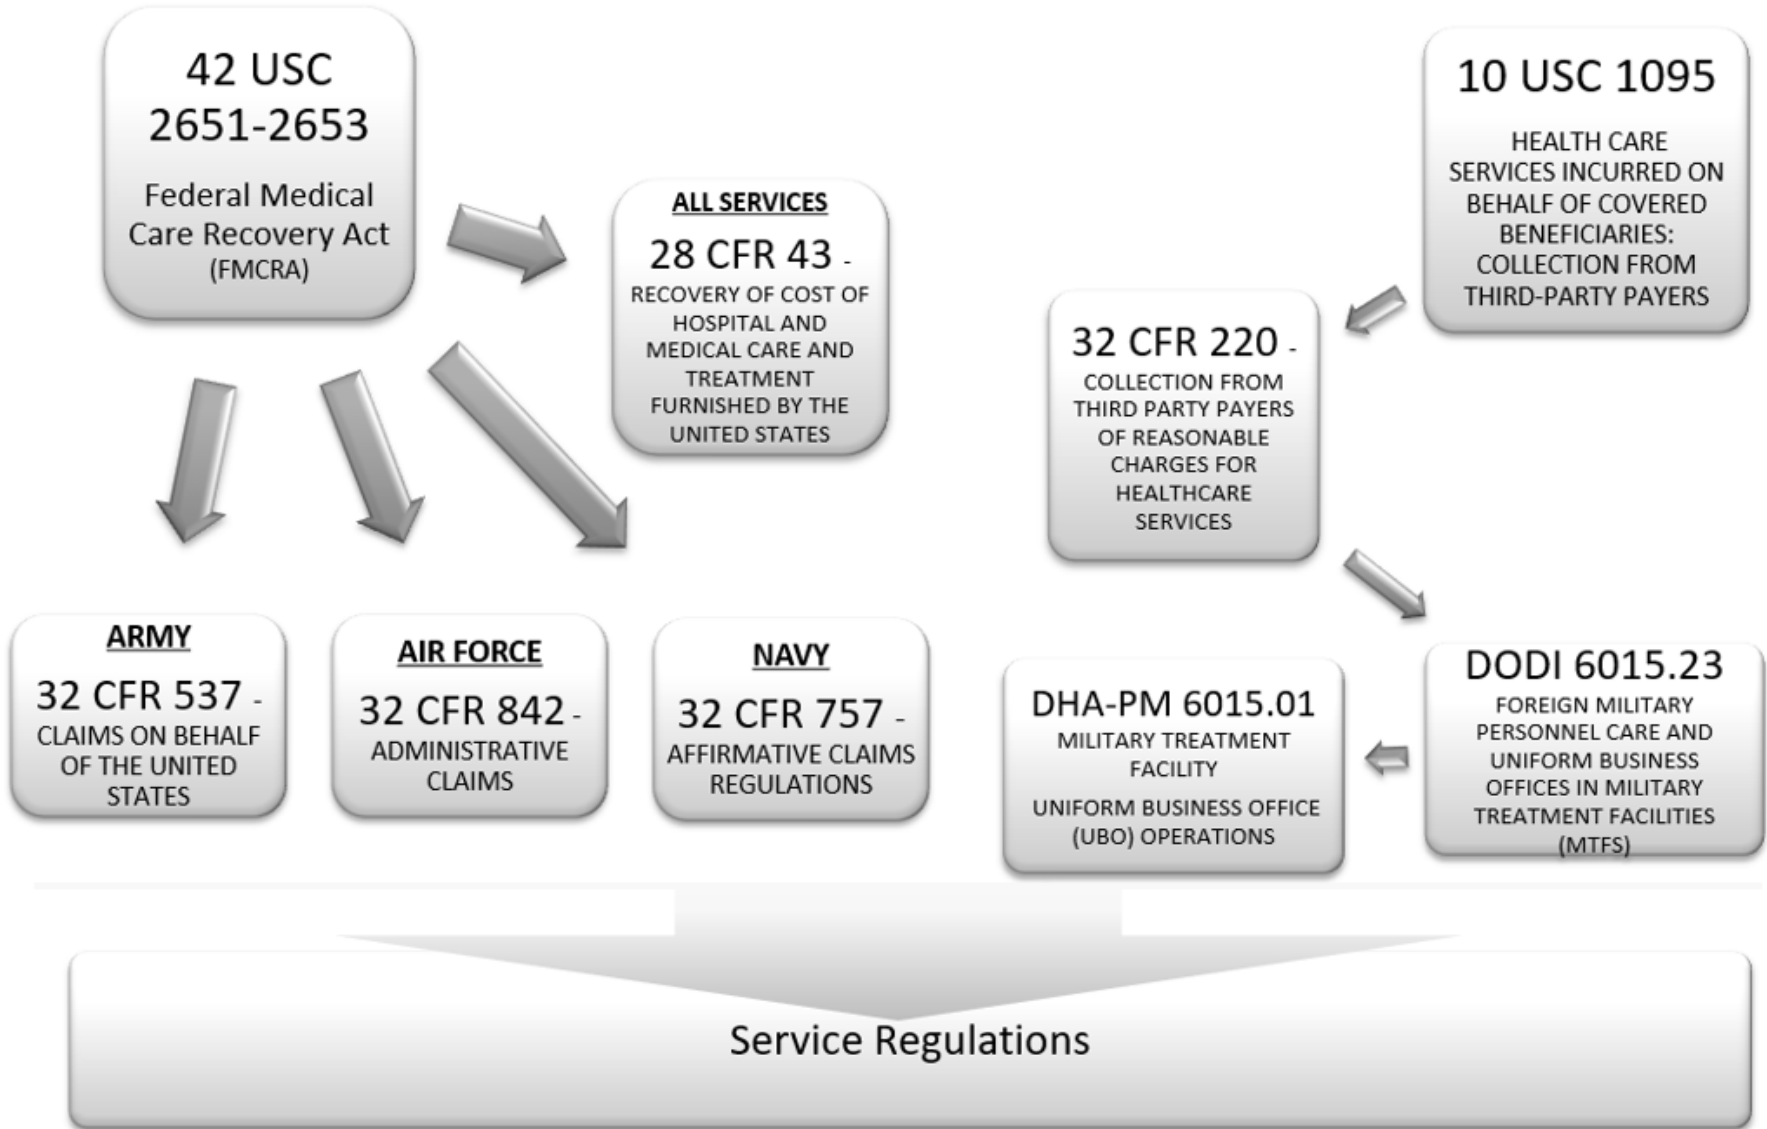 42 USC
2651-2653
Federal Medical
Care Recovery Act
(FMCRA)
ALL SERVICES
28 CFR 43 -
RECOVERY OF COST OF
HOSPITAL AND
MEDICAL CARE AND
TREATMENT
FURNISHED BY THE
UNITED STATES
10 USC 1095
HEALTH CARE
SERVICES INCURRED ON
BEHALF OF COVERED
BENEFICIARIES:
COLLECTION FROM
THIRD-PARTY PAYERS
32 CFR 220 -
COLLECTION FROM
THIRD PARTY PAYERS
OF REASONABLE
CHARGES FOR
HEALTHCARE
SERVICES
ARMY
32 CFR 537 -
CLAIMS ON BEHALF
OF THE UNITED
STATES
AIR FORCE
32 CFR 842 -
ADMINISTRATIVE
CLAIMS
NAVY
32 CFR 757 -
AFFIRMATIVE CLAIMS
REGULATIONS
DHA-PM 6015.01
MILITARY TREATMENT
FACILITY
UNIFORM BUSINESS OFFICE
(UBO) OPERATIONS
DODI 6015.23
FOREIGN MILITARY
PERSONNEL CARE AND
UNIFORM BUSINESS
OFFICES IN MILITARY
TREATMENT FACILITIES
(MTFS)
Service Regulations